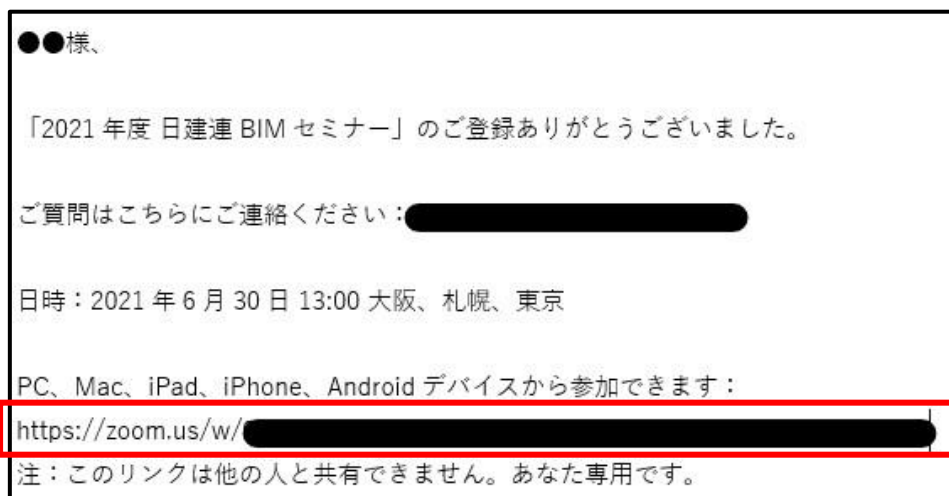 ●●様、
「2021 年度 日建連 BIM セミナー」のご登録ありがとうございました。
ご質問はこちらにご連絡ください：
日時：2021 年 6 月 30 日 13:00 大阪、札幌、東京
PC、Mac、iPad、iPhone、Android デバイスから参加できます：
https://zoom.us/w/
注：このリンクは他の人と共有できません。あなた専用です。